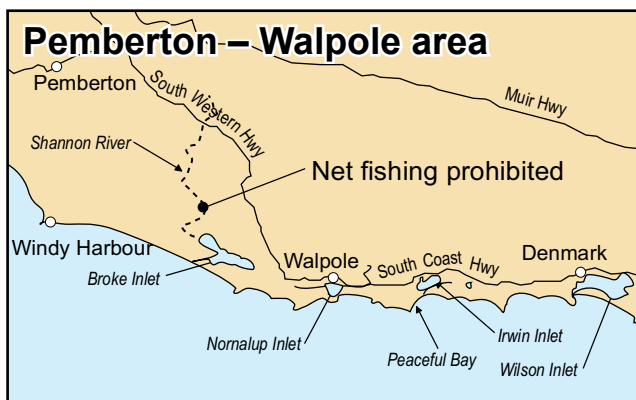 Pemberton – Walpole area
Pemberton
South Western Hwy
Muir Hwy
Shannon River
Net fishing prohibited
Windy Harbour
Broke Inlet
Walpole
South Coast Hwy
Denmark
Nornalup Inlet
Peaceful Bay
Irwin Inlet
Wilson Inlet